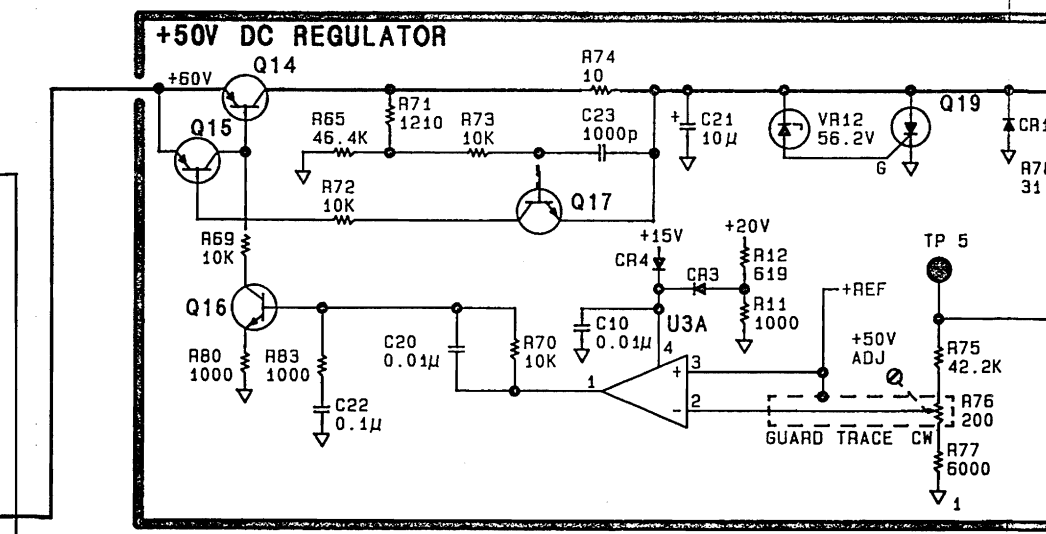 +50V DC REGULATOR
+60V
Q14
R74
10
Q15
R71
1210
R65
46.4K
R73
10K
C23
1000p
+
C21
10µ
VR12
56.2V
Q19
G
R72
10K
Q17
R69
10K
+15V
CR4
CR3
+20V
R12
619
R11
1000
TP 5
+REF
Q16
C10
0.01µ
U3A
4
+50V
ADJ
R80
1000
R83
1000
C20
0.01µ
R70
10K
1
+
3
-
2
R75
42.2K
R76
200
C22
0.1µ
GUARD TRACE CW
R77
6000
1